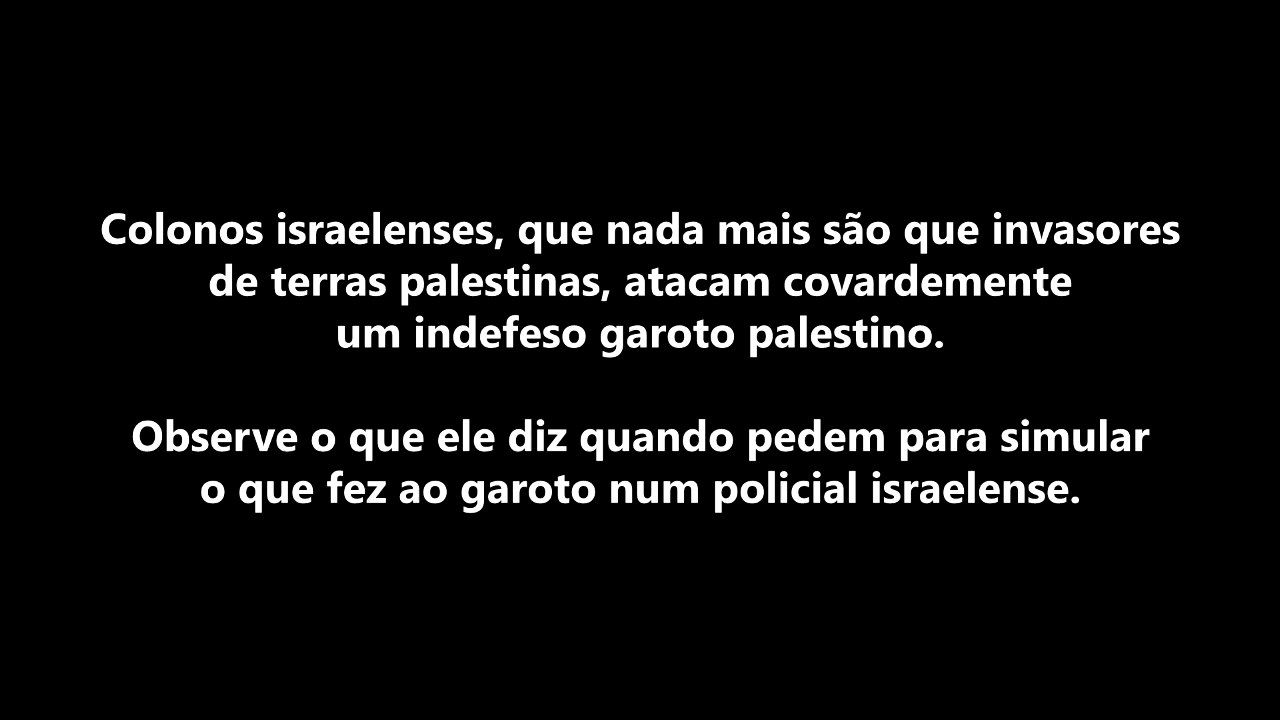 Colonos israelenses, que nada mais são que invasores
de terras palestinas, atacam covardemente
um indefeso garoto palestino.
Observe o que ele diz quando pedem para simular
o que fez ao garoto num policial israelense.